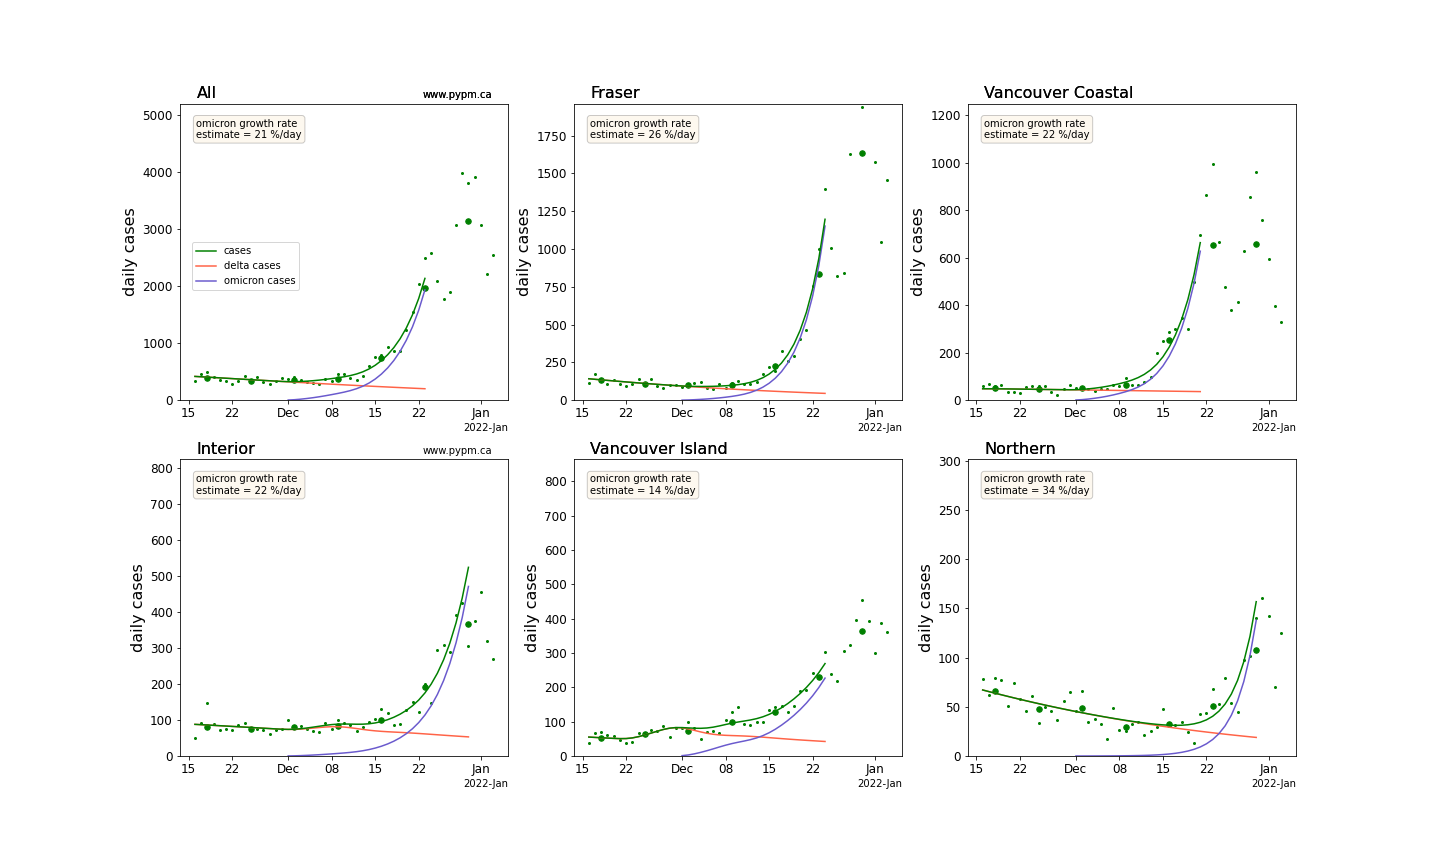 All
www.pypm.ca
omicron growth rate
estimate = 21 %/day
daily cases
5000
4000
3000
2000
1000
0
cases
delta cases
omicron cases
15 22 Dec 08 15 22 Jan
2022-Jan
Fraser
omicron growth rate
estimate = 26 %/day
daily cases
1750
1500
1250
1000
750
500
250
0
15 22 Dec 08 15 22 Jan
2022-Jan
Vancouver Coastal
omicron growth rate
estimate = 22 %/day
daily cases
1200
1000
800
600
400
200
0
15 22 Dec 08 15 22 Jan
2022-Jan
Interior
www.pypm.ca
omicron growth rate
estimate = 22 %/day
daily cases
800
700
600
500
400
300
200
100
0
15 22 Dec 08 15 22 Jan
2022-Jan
Vancouver Island
omicron growth rate
estimate = 14 %/day
daily cases
800
700
600
500
400
300
200
100
0
15 22 Dec 08 15 22 Jan
2022-Jan
Northern
omicron growth rate
estimate = 34 %/day
daily cases
300
250
200
150
100
50
0
15 22 Dec 08 15 22 Jan
2022-Jan